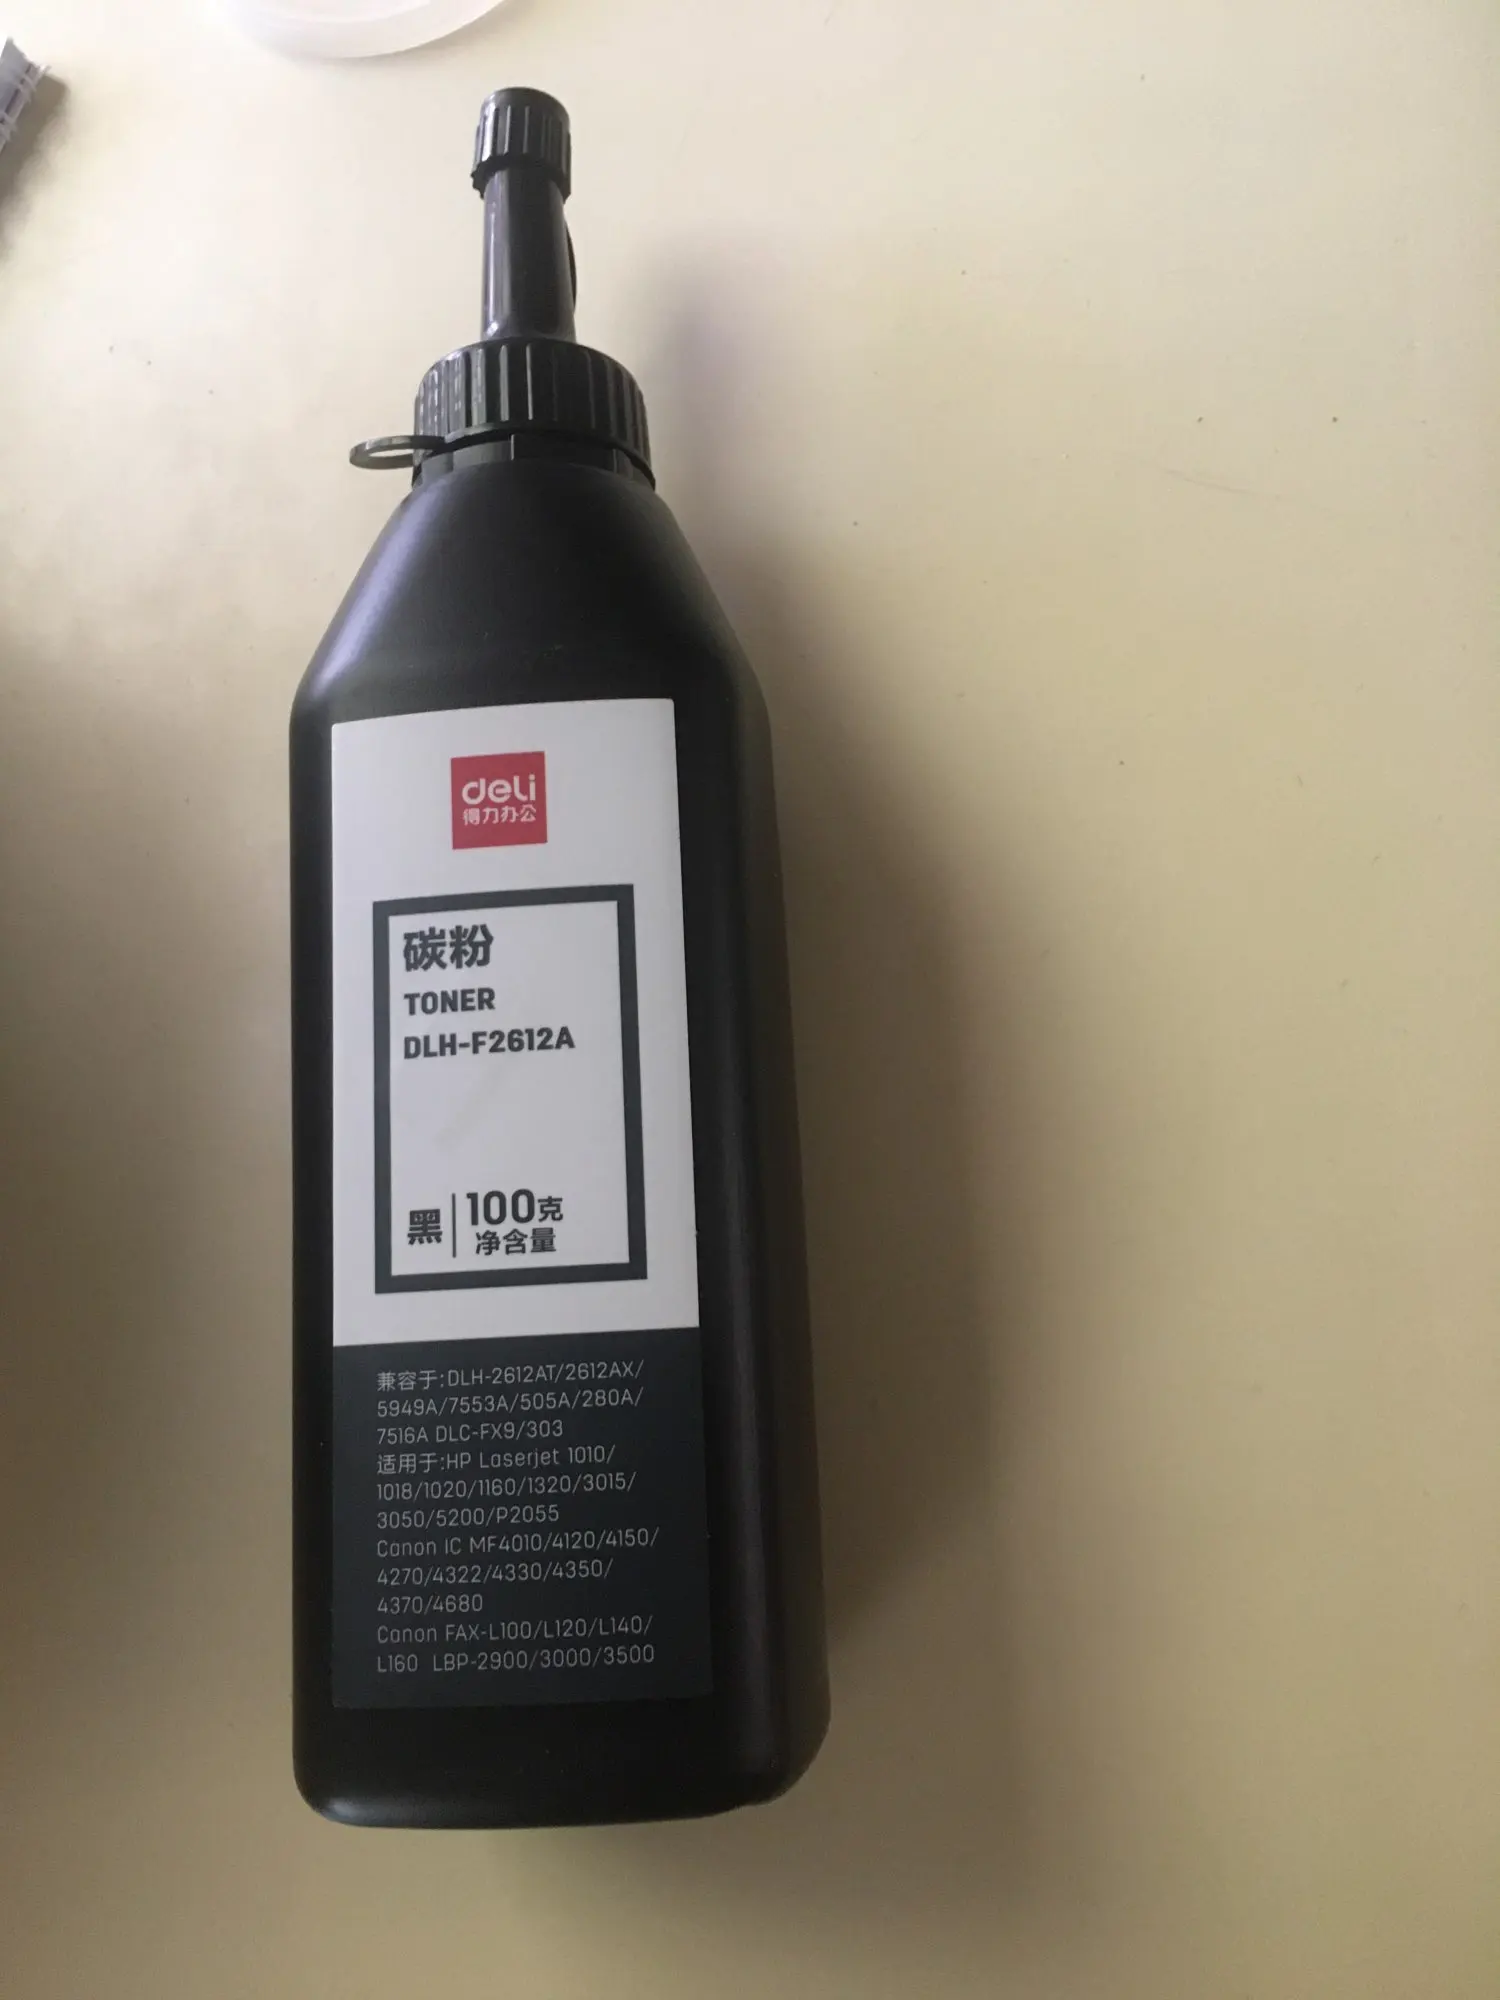 deli
得力办公
碳粉
TONER
DLH-F2612A
黑
100克
净含量
兼容于:DLH-2612AT/2612AX/
5949A/7553A/505A/280A/
7516A DLC-FX9/303
适用于:HP Laserjet 1010/
1018/1020/1160/1320/3015/
3050/5200/P2055
Canon IC MF4010/4120/4150/
4270/4322/4330/4350/
4370/4680
Canon FAX-L100/L120/L140/
L160 LBP-2900/3000/3500